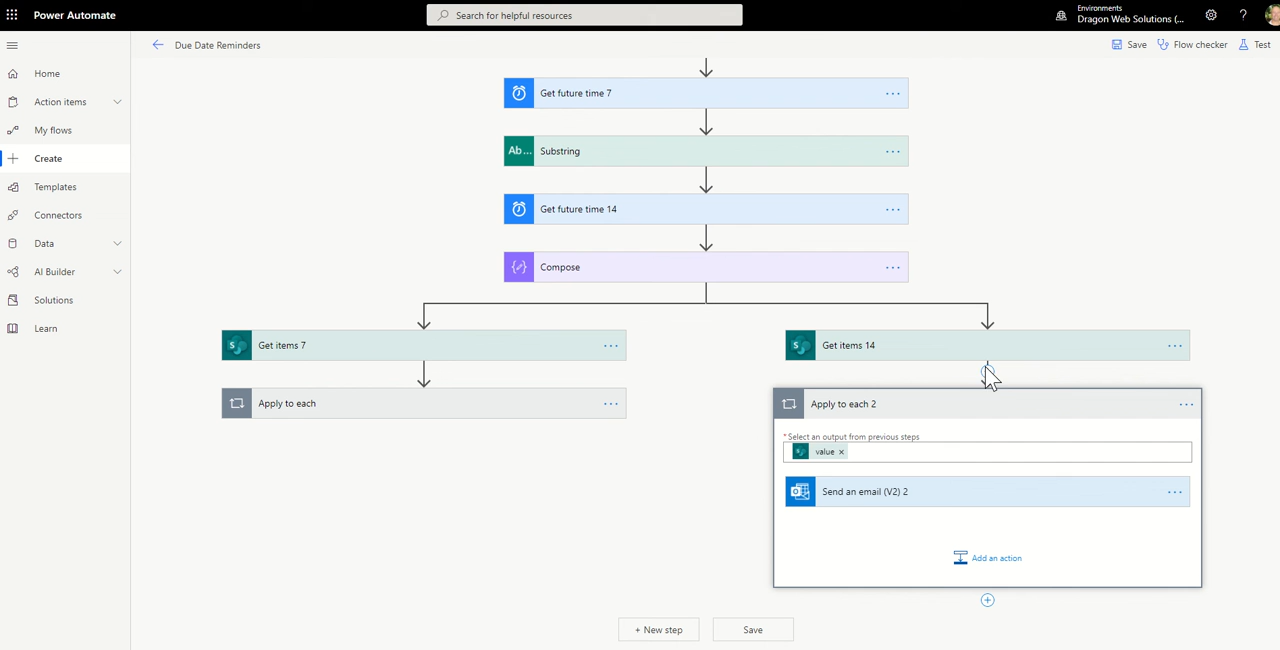 Power Automate
Search for helpful resources
Environments
Dragon Web Solutions (...
?
Due Date Reminders
Save
Flow checker
Test
Home
Action items
My flows
Create
Templates
Connectors
Data
AI Builder
Solutions
Learn
Get future time 7
...
Ab...
Substring
...
Get future time 14
...
Compose
...
Get items 7
...
Get items 14
...
Apply to each
...
Apply to each 2
...
*Select an output from previous steps
value ×
Send an email (V2) 2
...
Add an action
+ New step
Save